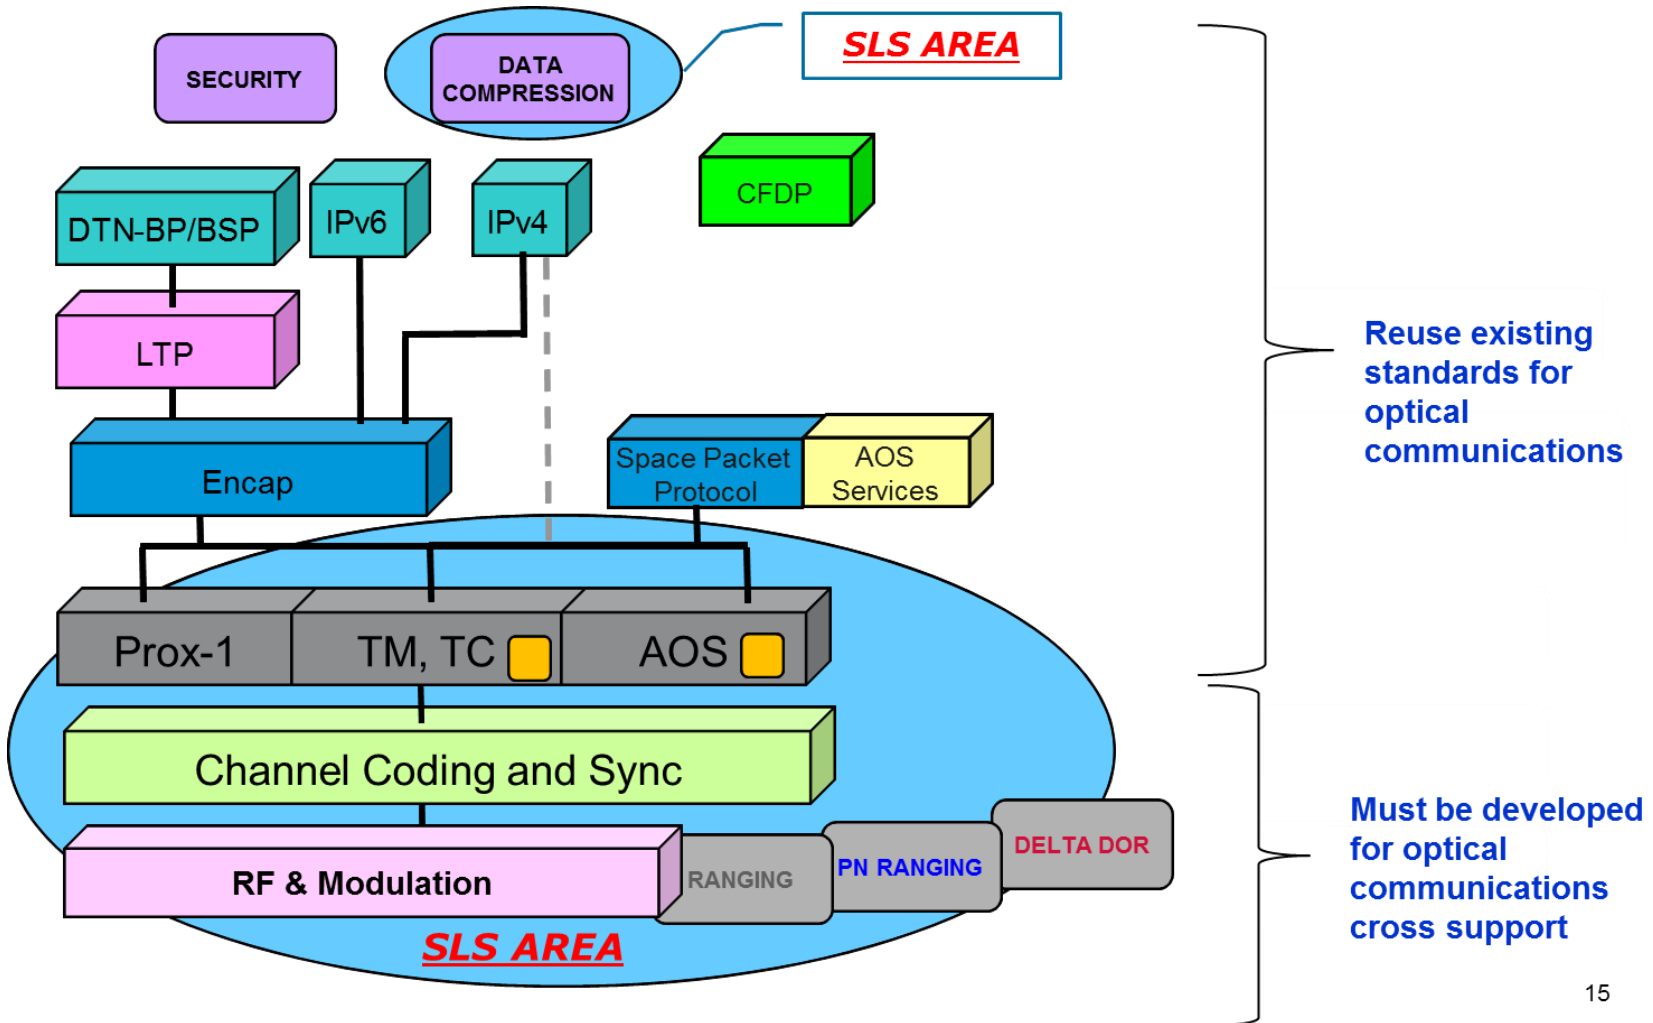 SLS AREA
SECURITY
DATA
COMPRESSION
CFDP
DTN-BP/BSP
IPv6
IPv4
LTP
Reuse existing
standards for
optical
communications
Encap
Space Packet
Protocol
AOS
Services
Prox-1
TM, TC
AOS
Channel Coding and Sync
RF & Modulation
RANGING
PN RANGING
DELTA DOR
Must be developed
for optical
communications
cross support
SLS AREA
15